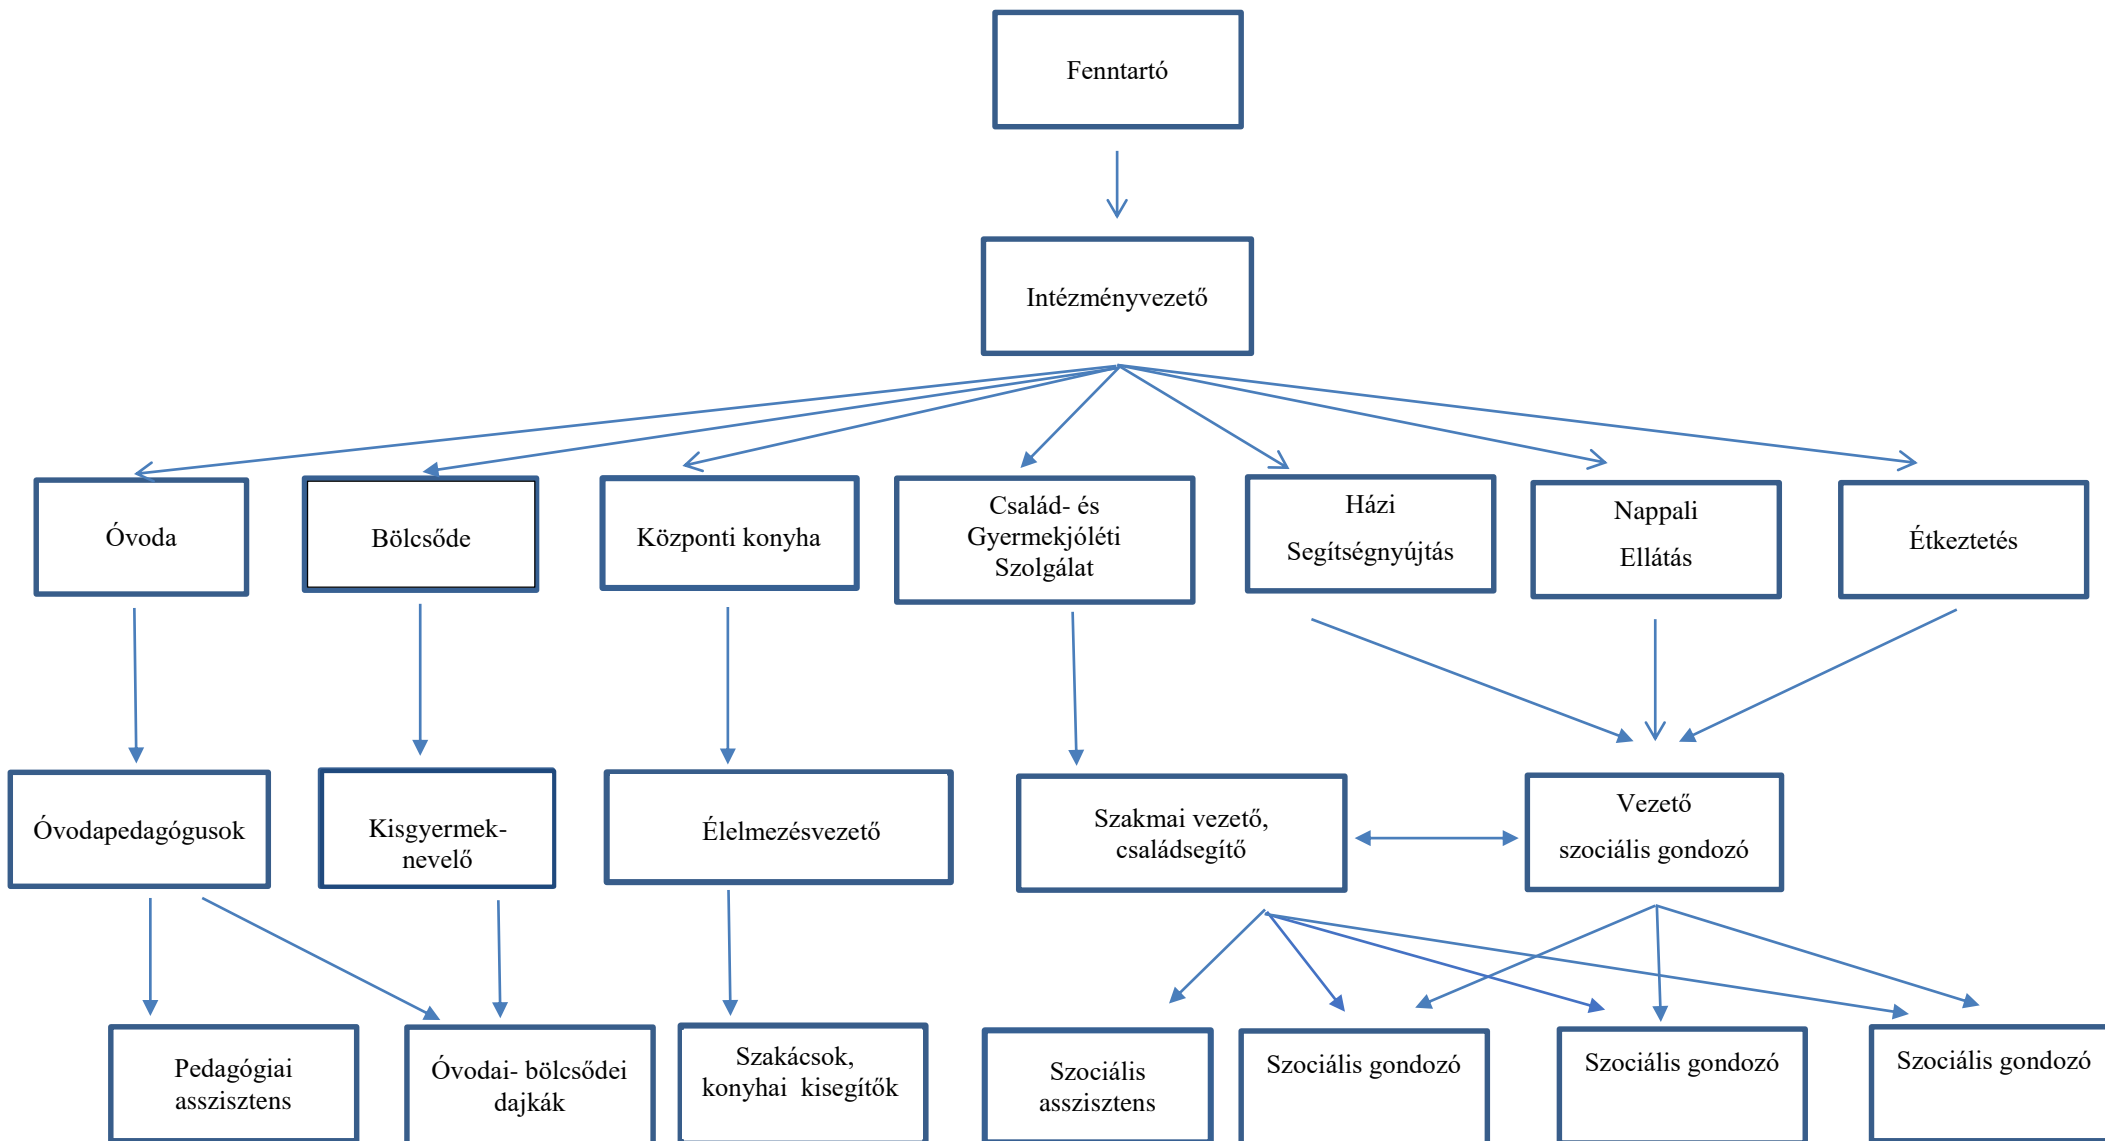 Fenntartó
Intézményvezető
Óvoda
Bölcsőde
Központi konyha
Család- és
Gyermekjóléti
Szolgálat
Házi
Segítségnyújtás
Nappali
Ellátás
Étkeztetés
Óvodapedagógusok
Kisgyermek-
nevelő
Élelmezésvezető
Szakmai vezető,
családsegítő
Vezető
szociális gondozó
Pedagógiai
asszisztens
Óvodai- bölcsődei
dajkák
Szakácsok,
konyhai kisegítők
Szociális
asszisztens
Szociális gondozó
Szociális gondozó
Szociális gondozó